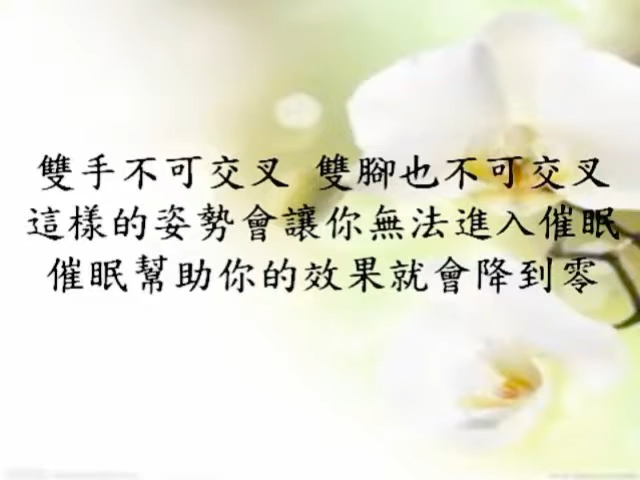 雙手不可交叉 雙腳也不可交叉
這樣的姿勢會讓你無法進入催眠
催眠幫助你的效果就會降到零